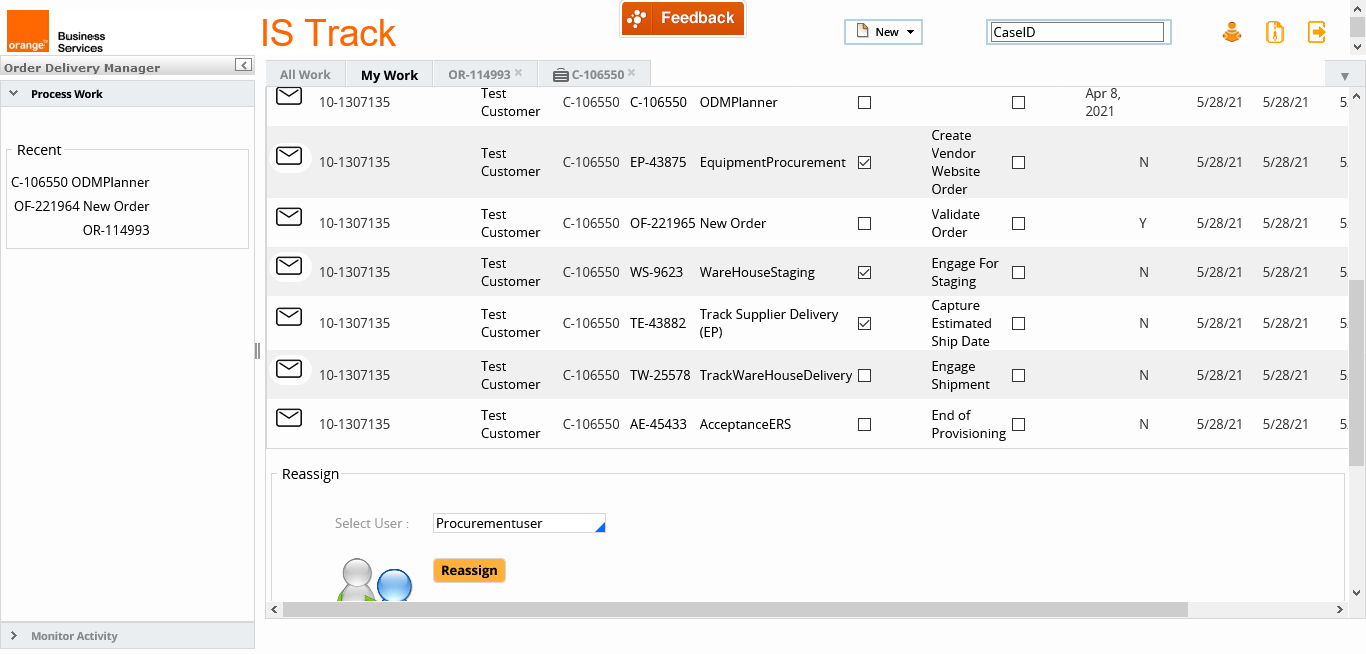 orange™
Business
Services
IS Track
Feedback
New
CaseID
Order Delivery Manager
Process Work
Recent
C-106550 ODMPlanner
OF-221964 New Order
OR-114993
Monitor Activity
All Work
My Work
OR-114993
C-106550
10-1307135 Test Customer C-106550 C-106550 ODMPlanner Apr 8, 2021 5/28/21 5/28/21 5
10-1307135 Test Customer C-106550 EP-43875 EquipmentProcurement Create Vendor Website Order N 5/28/21 5/28/21 5
10-1307135 Test Customer C-106550 OF-221965 New Order Validate Order Y 5/28/21 5/28/21 5
10-1307135 Test Customer C-106550 WS-9623 WareHouseStaging Engage For Staging N 5/28/21 5/28/21 5
10-1307135 Test Customer C-106550 TE-43882 Track Supplier Delivery (EP) Capture Estimated Ship Date N 5/28/21 5/28/21 5
10-1307135 Test Customer C-106550 TW-25578 TrackWareHouseDelivery Engage Shipment N 5/28/21 5/28/21 5
10-1307135 Test Customer C-106550 AE-45433 AcceptanceERS End of Provisioning N 5/28/21 5/28/21 5
Reassign
Select User :
Procurementuser
Reassign